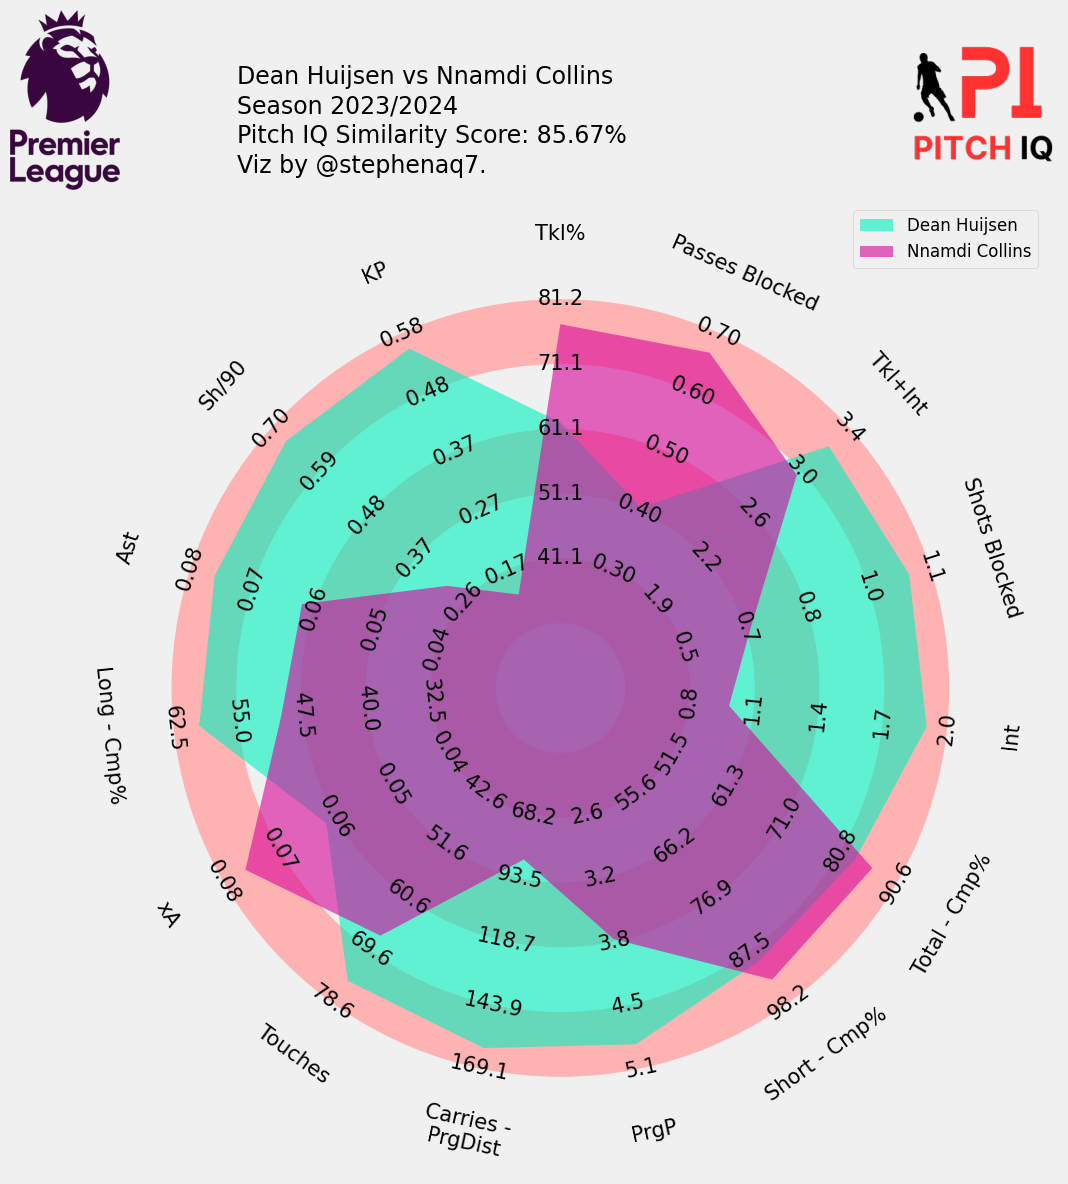 Dean Huijsen vs Nnamdi Collins
Season 2023/2024
Pitch IQ Similarity Score: 85.67%
Viz by @stephenaq7.
Premier
League
PI
PITCH IQ
Dean Huijsen
Nnamdi Collins
Tkl%
81.2
71.1
61.1
51.1
41.1
Passes Blocked
0.70
0.60
0.50
0.40
0.30
Tkl+Int
3.4
3.0
2.6
2.2
1.9
Shots Blocked
1.1
1.0
0.8
0.7
0.5
Int
2.0
1.7
1.4
1.1
0.8
Total - Cmp%
90.6
80.8
71.0
61.3
51.5
Short - Cmp%
98.2
87.5
76.9
66.2
55.6
PrgP
5.1
4.5
3.8
3.2
2.6
Carries -
PrgDist
169.1
143.9
118.7
93.5
68.2
Touches
78.6
69.6
60.6
51.6
42.6
xA
0.08
0.07
0.06
0.05
0.04
Long - Cmp%
62.5
55.0
47.5
40.0
32.5
Ast
0.08
0.07
0.06
0.05
0.04
Sh/90
0.70
0.59
0.48
0.37
0.26
KP
0.58
0.48
0.37
0.27
0.17